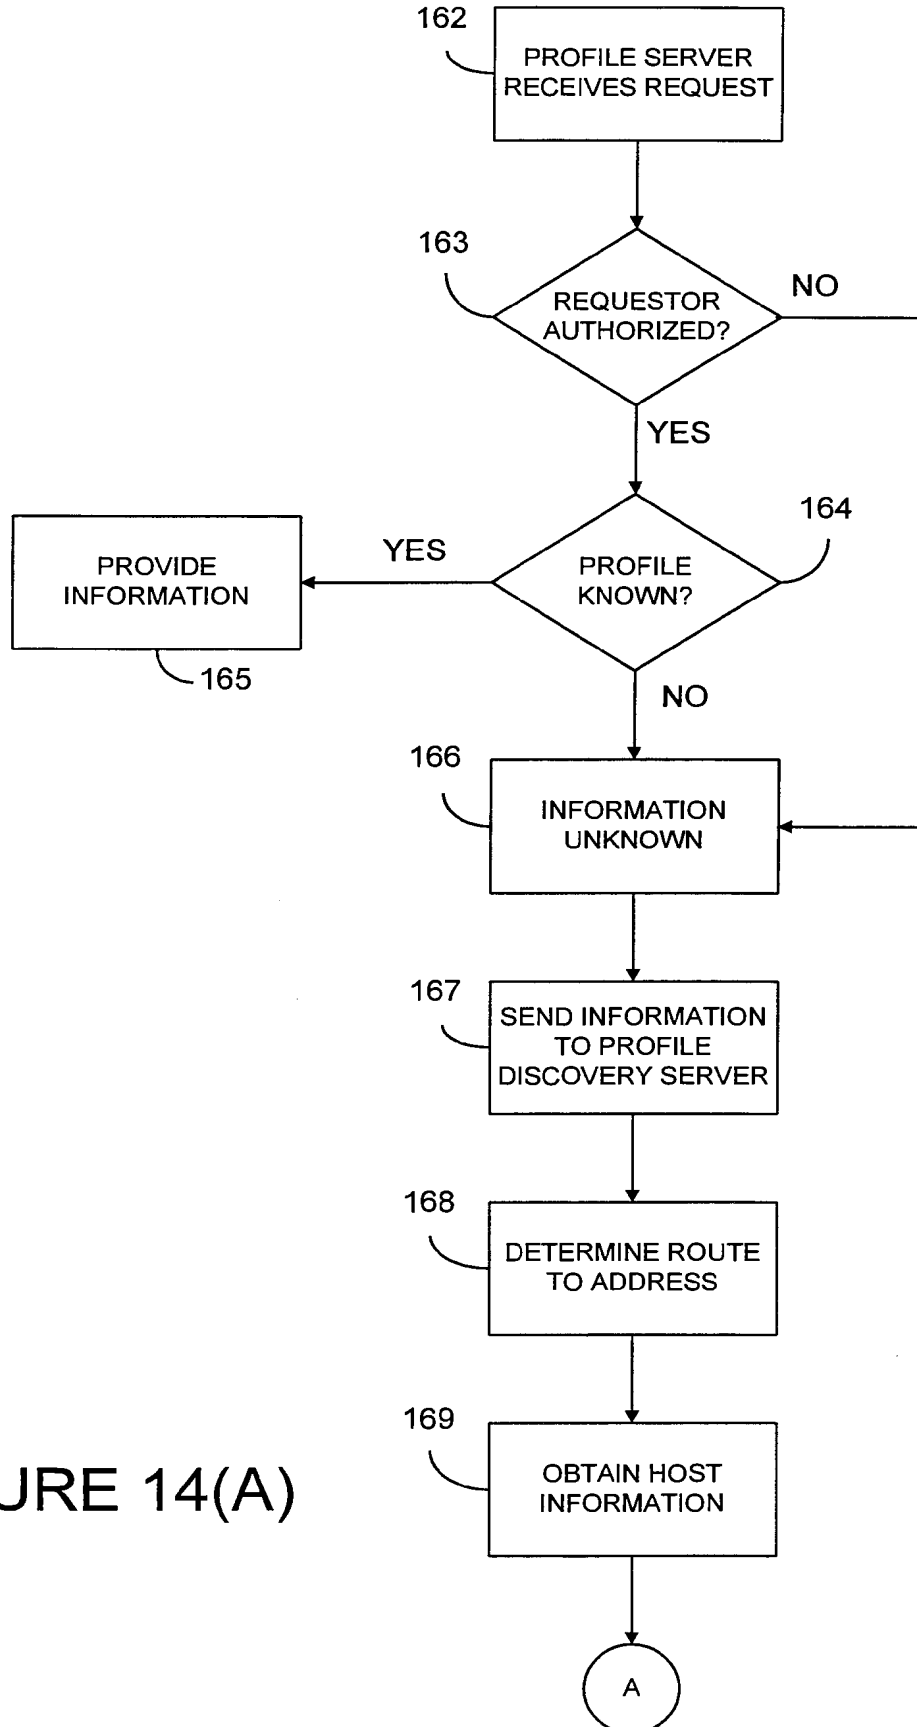 162
PROFILE SERVER
RECEIVES REQUEST
163
REQUESTOR
AUTHORIZED?
NO
YES
164
PROFILE
KNOWN?
YES
PROVIDE
INFORMATION
165
NO
166
INFORMATION
UNKNOWN
167
SEND INFORMATION
TO PROFILE
DISCOVERY SERVER
168
DETERMINE ROUTE
TO ADDRESS
169
OBTAIN HOST
INFORMATION
URE 14(A)
A